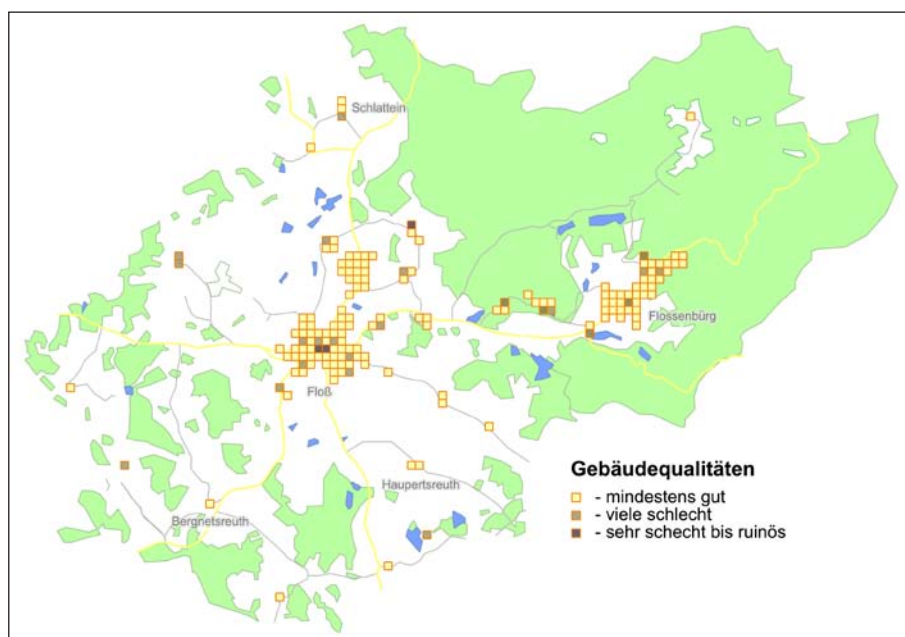 Schlattein
Flossenbürg
Floß
Haupertsreuth
Bergnetsreuth
Gebäudequalitäten
- mindestens gut
- viele schlecht
- sehr schecht bis ruinös